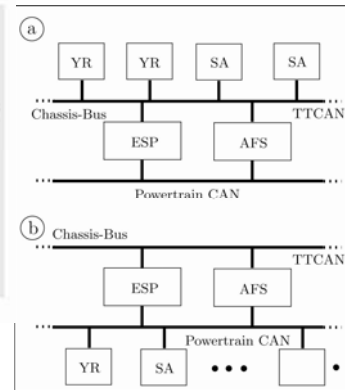 a
YR YR SA SA
Chassis-Bus TTCAN
ESP AFS
Powertrain CAN
b
Chassis-Bus
TTCAN
ESP AFS
Powertrain CAN
YR SA